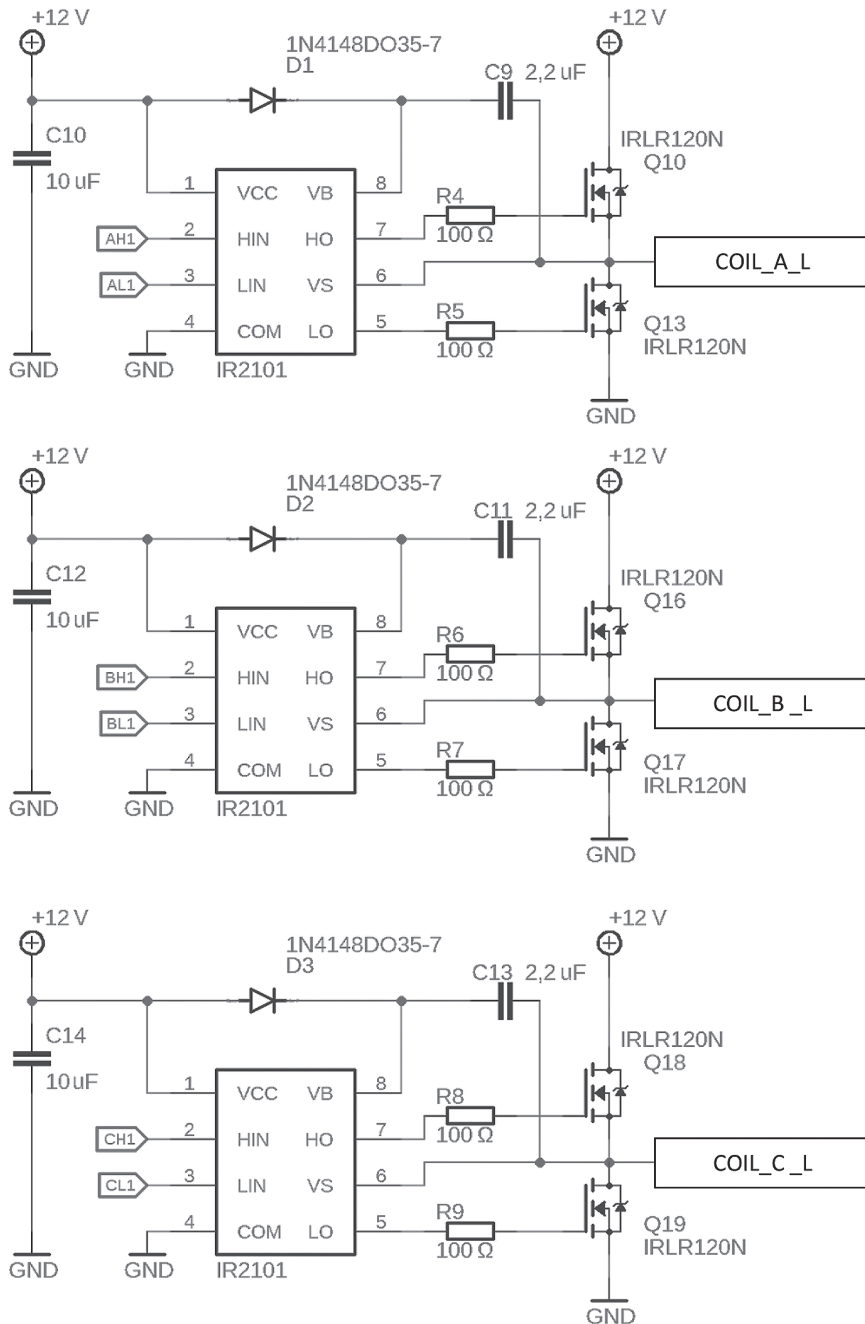 +12 V
+12 V
1N4148DO35-7
D1
C9 2,2 uF
C10
10 uF
IRLR120N
Q10
1 VCC VB 8
R4
100 Ω
AH1 2 HIN HO 7
AL1 3 LIN VS 6
COIL_A_L
R5
100 Ω
4 COM LO 5
Q13
IRLR120N
GND GND IR2101
GND
+12 V
+12 V
1N4148DO35-7
D2
C11 2,2 uF
C12
10 uF
IRLR120N
Q16
1 VCC VB 8
R6
100 Ω
BH1 2 HIN HO 7
BL1 3 LIN VS 6
COIL_B _L
R7
100 Ω
4 COM LO 5
Q17
IRLR120N
GND GND IR2101
GND
+12 V
+12 V
1N4148DO35-7
D3
C13 2,2 uF
C14
10 uF
IRLR120N
Q18
1 VCC VB 8
R8
100 Ω
CH1 2 HIN HO 7
CL1 3 LIN VS 6
COIL_C _L
R9
100 Ω
4 COM LO 5
Q19
IRLR120N
GND GND IR2101
GND